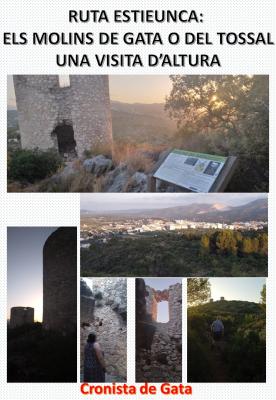 RUTA ESTIEUNCA:
ELS MOLINS DE GATA O DEL TOSSAL
UNA VISITA D'ALTURA
Cronista de Gata